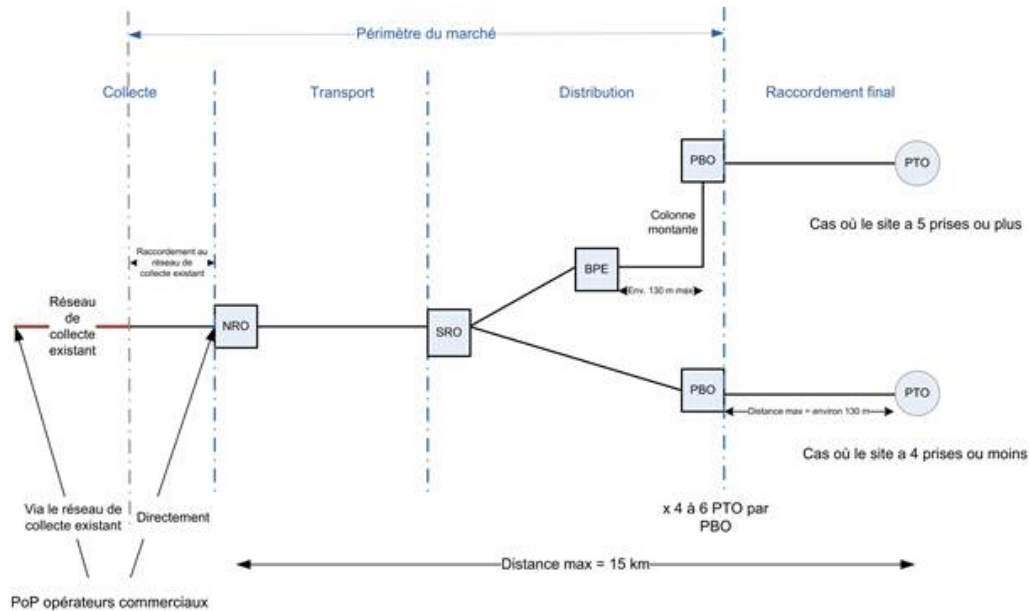 Périmètre du marché
Collecte
Transport
Distribution
Raccordement final
PBO
PTO
Colonne
montante
Cas où le site a 5 prises ou plus
Raccordement au
réseau de
collecte existant
BPE
Env. 130 m max
Réseau
de
collecte
existant
NRO
SRO
PBO
Distance max = environ 130 m
PTO
Cas où le site a 4 prises ou moins
Via le réseau de
collecte existant
Directement
x 4 à 6 PTO par
PBO
Distance max = 15 km
PoP opérateurs commerciaux